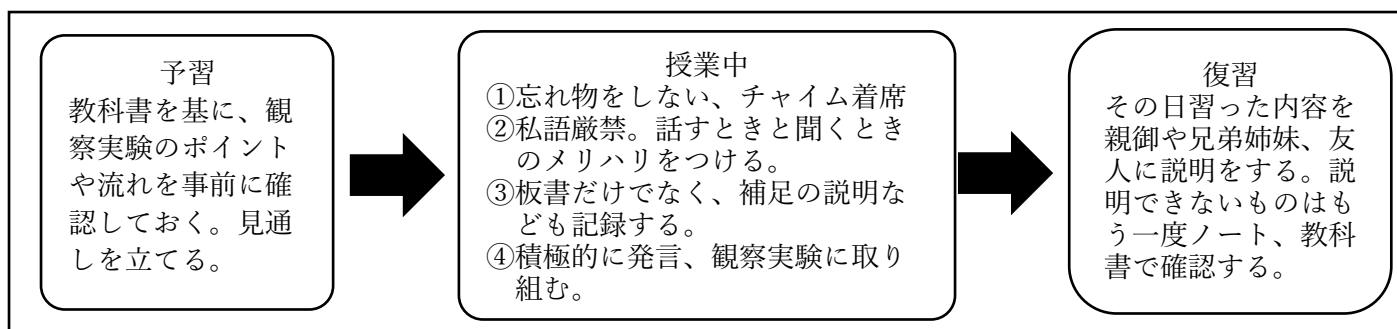 予習
教科書を基に、観
察実験のポイント
や流れを事前に確
認しておく。見通
しを立てる。
授業中
①忘れ物をしない、チャイム着席
②私語厳禁。話すときと聞くとき
のメリハリをつける。
③板書だけでなく、補足の説明な
ども記録する。
④積極的に発言、観察実験に取り
組む。
復習
その日習った内容を
親御や兄弟姉妹、友
人に説明をする。説
明できないものはも
う一度ノート、教科
書で確認する。